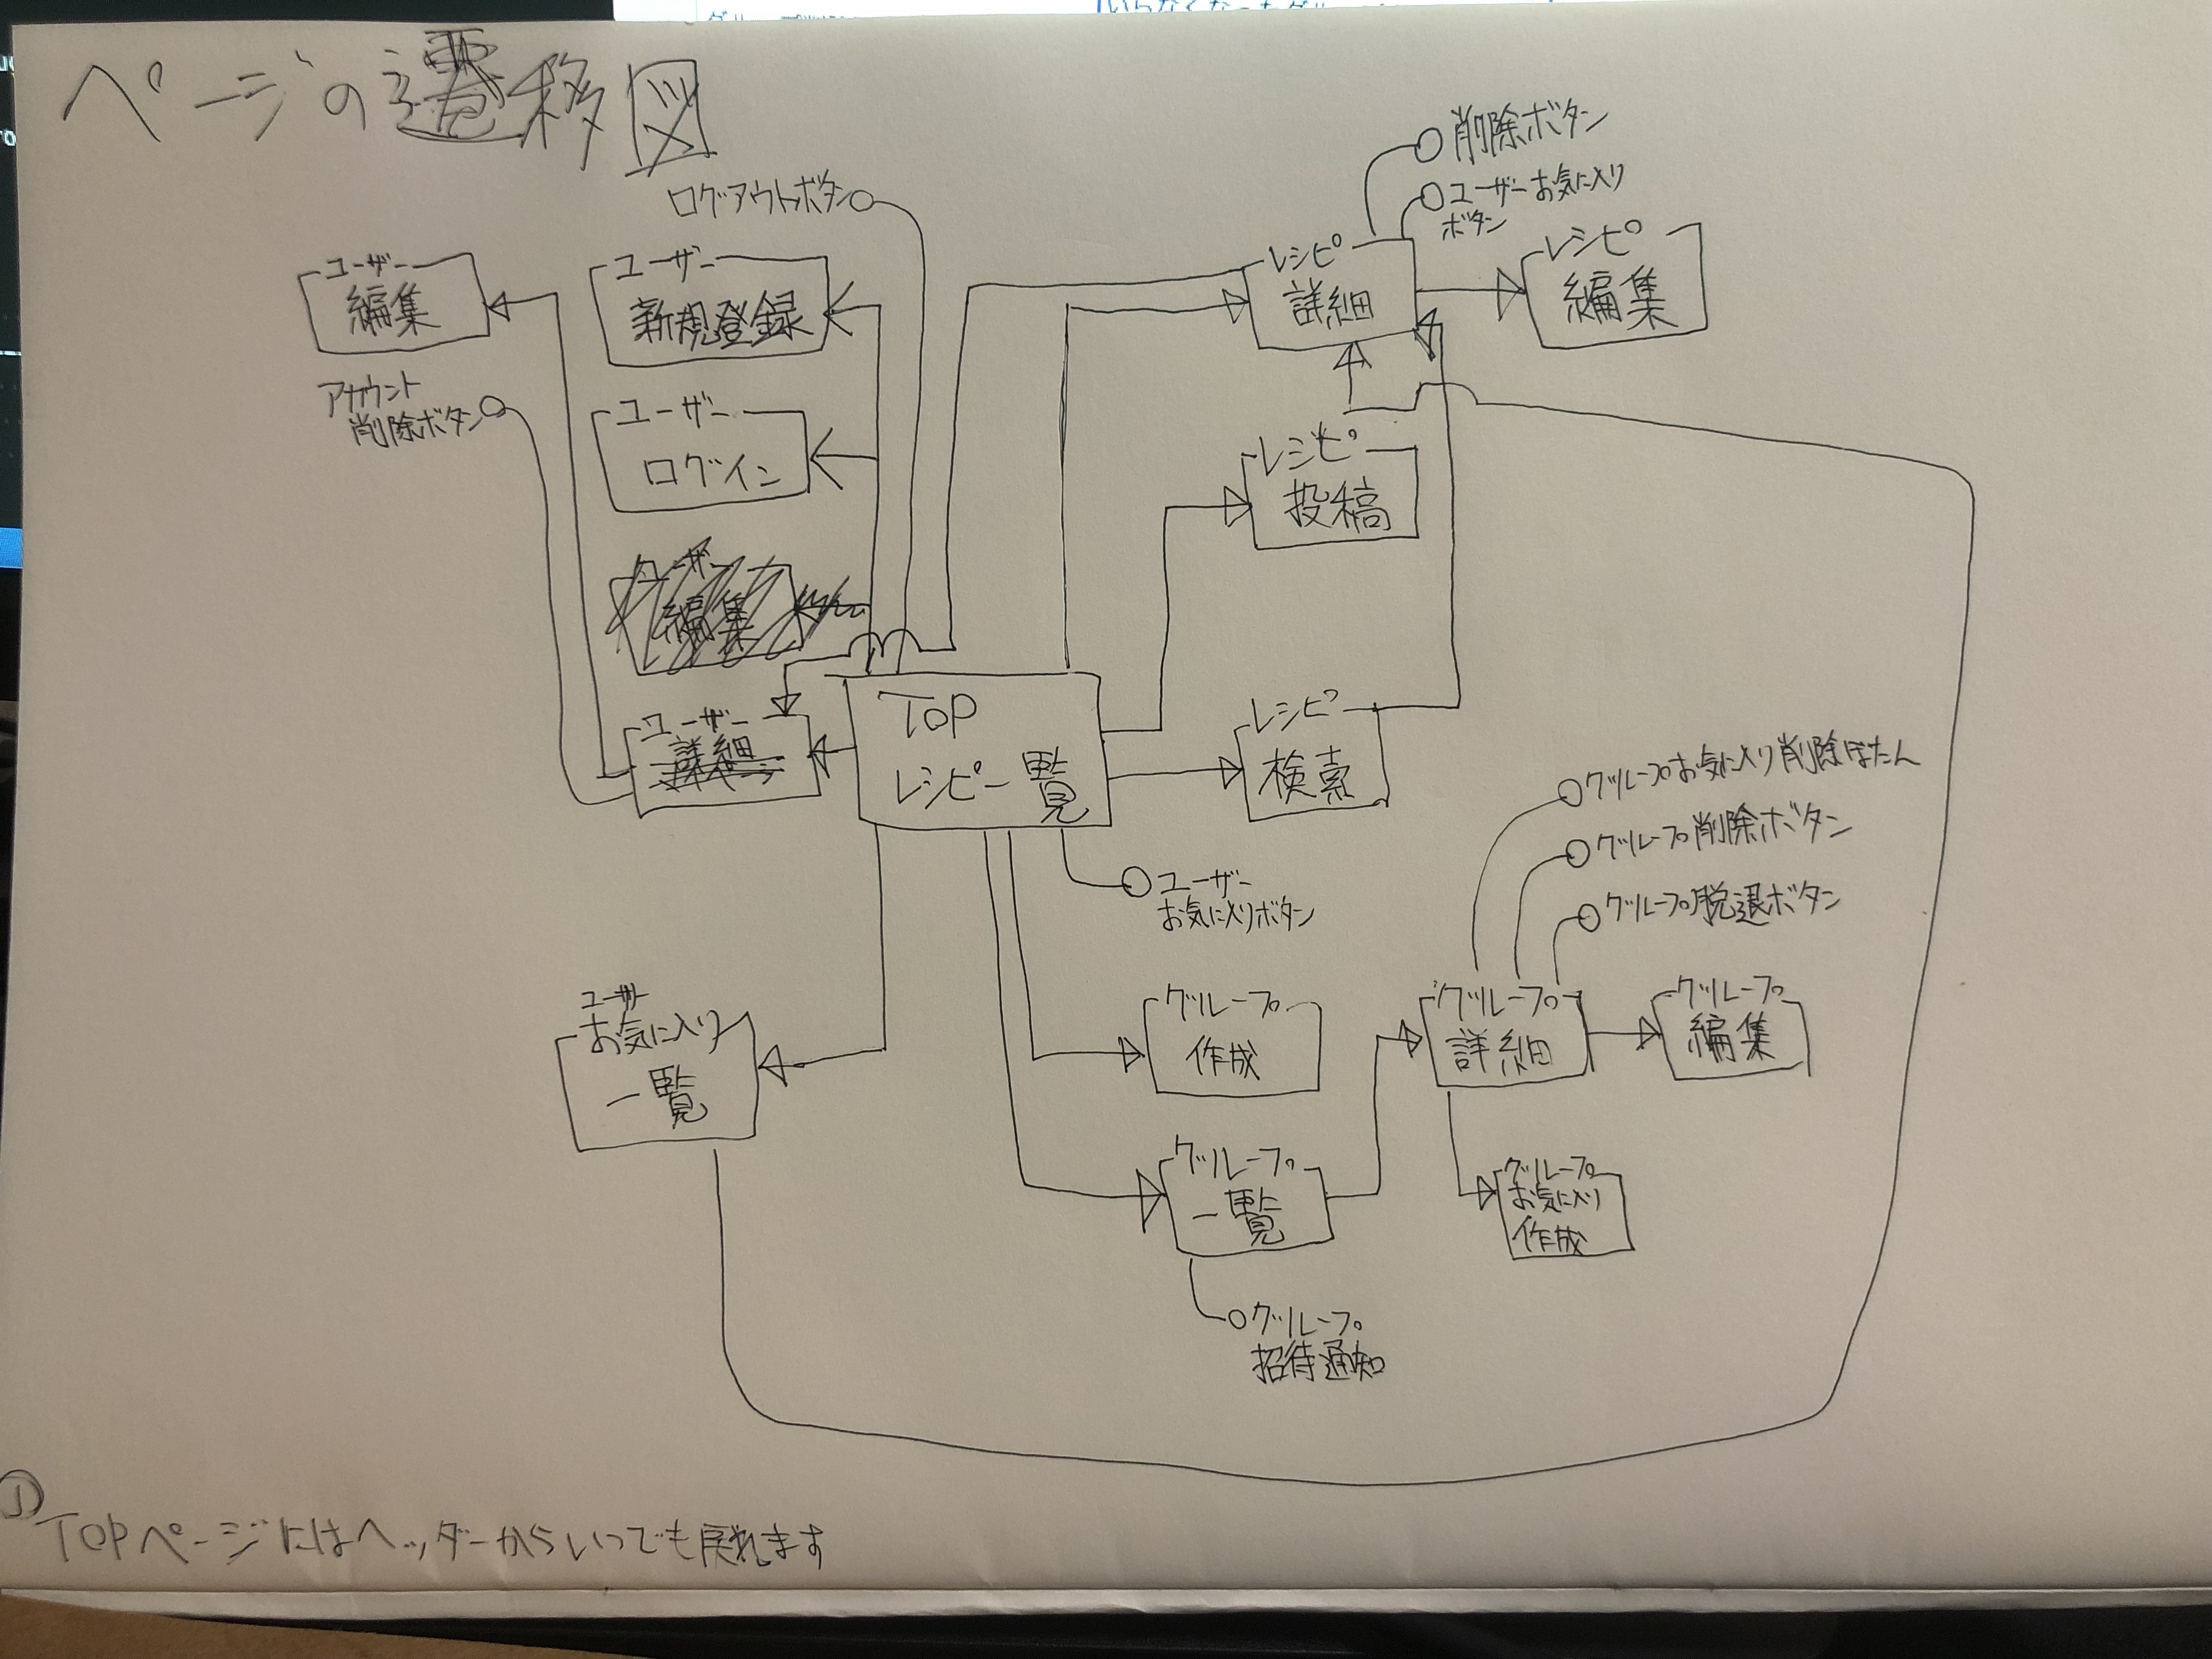 ページの遷移図
ログアウトボタン
削除ボタン
ユーザーお気に入り
ボタン
ユーザー
編集
ユーザー
新規登録
レシピ
詳細
レシピ
編集
アカウント
削除ボタン
ユーザー
ログイン
レシピ
投稿
ユーザー
編集
ユーザー
詳細
TOP
レシピ一覧
レシピ
検索
ユーザー
お気に入りボタン
グループお気に入り削除ぼたん
グループ削除ボタン
グループ脱退ボタン
ユーザー
お気に入り
一覧
グループ
作成
グループ
詳細
グループ
編集
グループ
一覧
グループ
お気に入り
作成
グループ
招待通知
①
TOPページにはヘッダーからいつでも戻れます